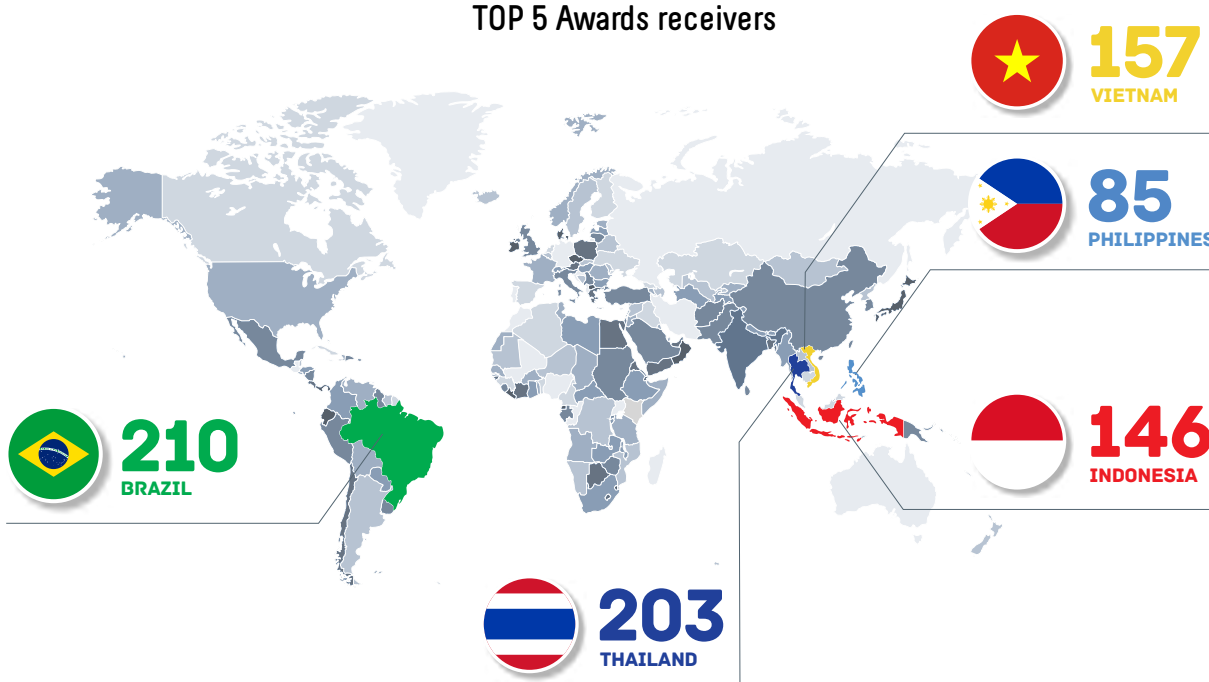 TOP 5 Awards receivers
157
VIETNAM
85
PHILIPPINES
210
BRAZIL
146
INDONESIA
203
THAILAND